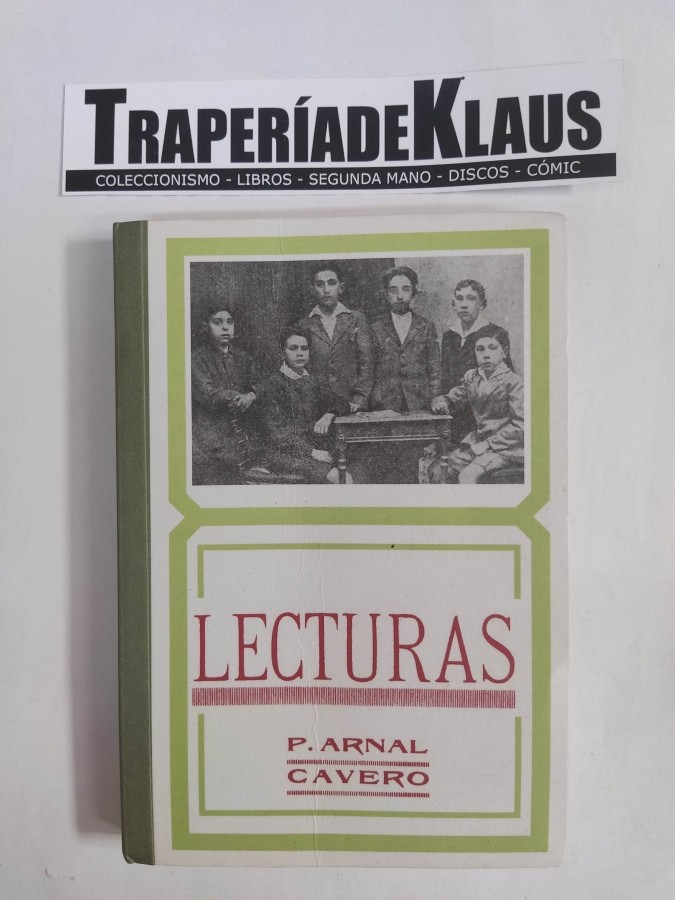 TRAPERÍADEKLAUS
COLECCIONISMO - LIBROS - SEGUNDA MANO - DISCOS - CÓMIC
LECTURAS
P. ARNAL
CAVERO